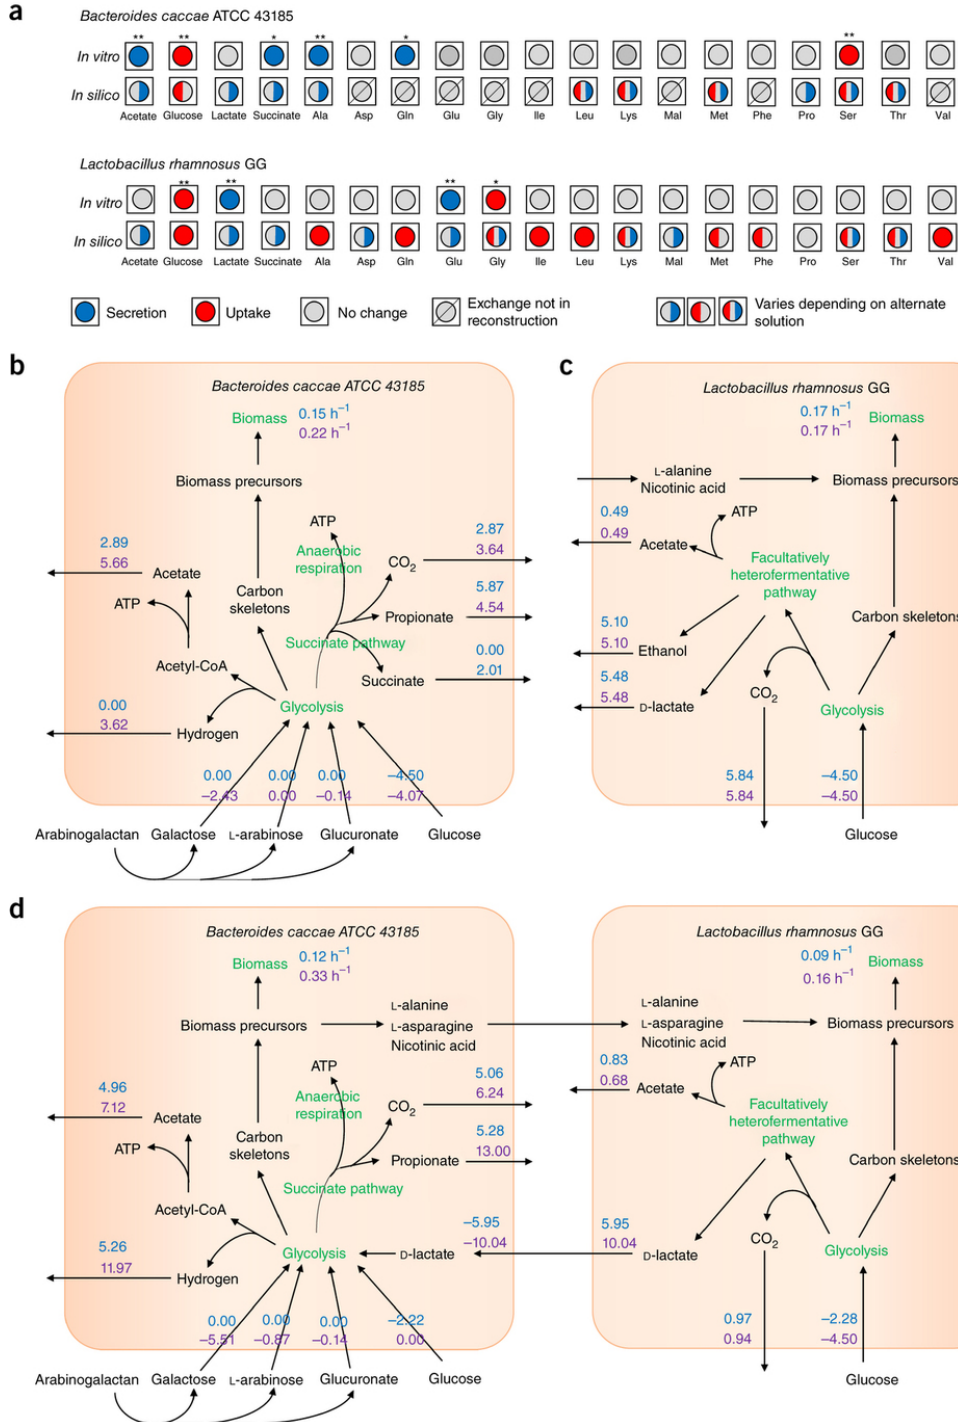 a
Bacteroides caccae ATCC 43185
** ** * ** * **
In vitro
In silico
Acetate Glucose Lactate Succinate Ala Asp Gln Glu Gly Ile Leu Lys Mal Met Phe Pro Ser Thr Val
Lactobacillus rhamnosus GG
** ** ** *
In vitro
In silico
Acetate Glucose Lactate Succinate Ala Asp Gln Glu Gly Ile Leu Lys Mal Met Phe Pro Ser Thr Val
Secretion
Uptake
No change
Exchange not in
reconstruction
Varies depending on alternate
solution
b
Bacteroides caccae ATCC 43185
Biomass
0.15 h⁻¹
0.22 h⁻¹
Biomass precursors
ATP
Anaerobic
respiration
CO₂
2.87
3.64
2.89
5.66
Acetate
ATP
Carbon
skeletons
Propionate
5.87
4.54
Succinate pathway
Acetyl-CoA
Succinate
0.00
2.01
Glycolysis
0.00
3.62
Hydrogen
0.00 0.00 0.00 −4.50
−2.43 0.00 −0.14 −4.07
Arabinogalactan Galactose L-arabinose Glucuronate Glucose
c
Lactobacillus rhamnosus GG
0.17 h⁻¹
0.17 h⁻¹
Biomass
L-alanine
Nicotinic acid
Biomass precursors
ATP
0.49
0.49
Acetate
Facultatively
heterofermentative
pathway
Carbon skeletons
5.10
5.10
Ethanol
5.48
5.48
D-lactate
CO₂
Glycolysis
5.84 −4.50
5.84 −4.50
Glucose
d
Bacteroides caccae ATCC 43185
Biomass
0.12 h⁻¹
0.33 h⁻¹
Biomass precursors
L-alanine
L-asparagine
Nicotinic acid
ATP
Anaerobic
respiration
CO₂
5.06
6.24
4.96
7.12
Acetate
ATP
Carbon
skeletons
Propionate
5.28
13.00
Succinate pathway
Acetyl-CoA
−5.95
−10.04
Glycolysis
D-lactate
5.26
11.97
Hydrogen
0.00 0.00 0.00 −2.22
−5.51 −0.87 −0.14 0.00
Arabinogalactan Galactose L-arabinose Glucuronate Glucose
Lactobacillus rhamnosus GG
0.09 h⁻¹
0.16 h⁻¹
Biomass
L-alanine
L-asparagine
Nicotinic acid
Biomass precursors
ATP
0.83
0.68
Acetate
Facultatively
heterofermentative
pathway
Carbon skeletons
5.95
10.04
D-lactate
CO₂
Glycolysis
0.97 −2.28
0.94 −4.50
Glucose